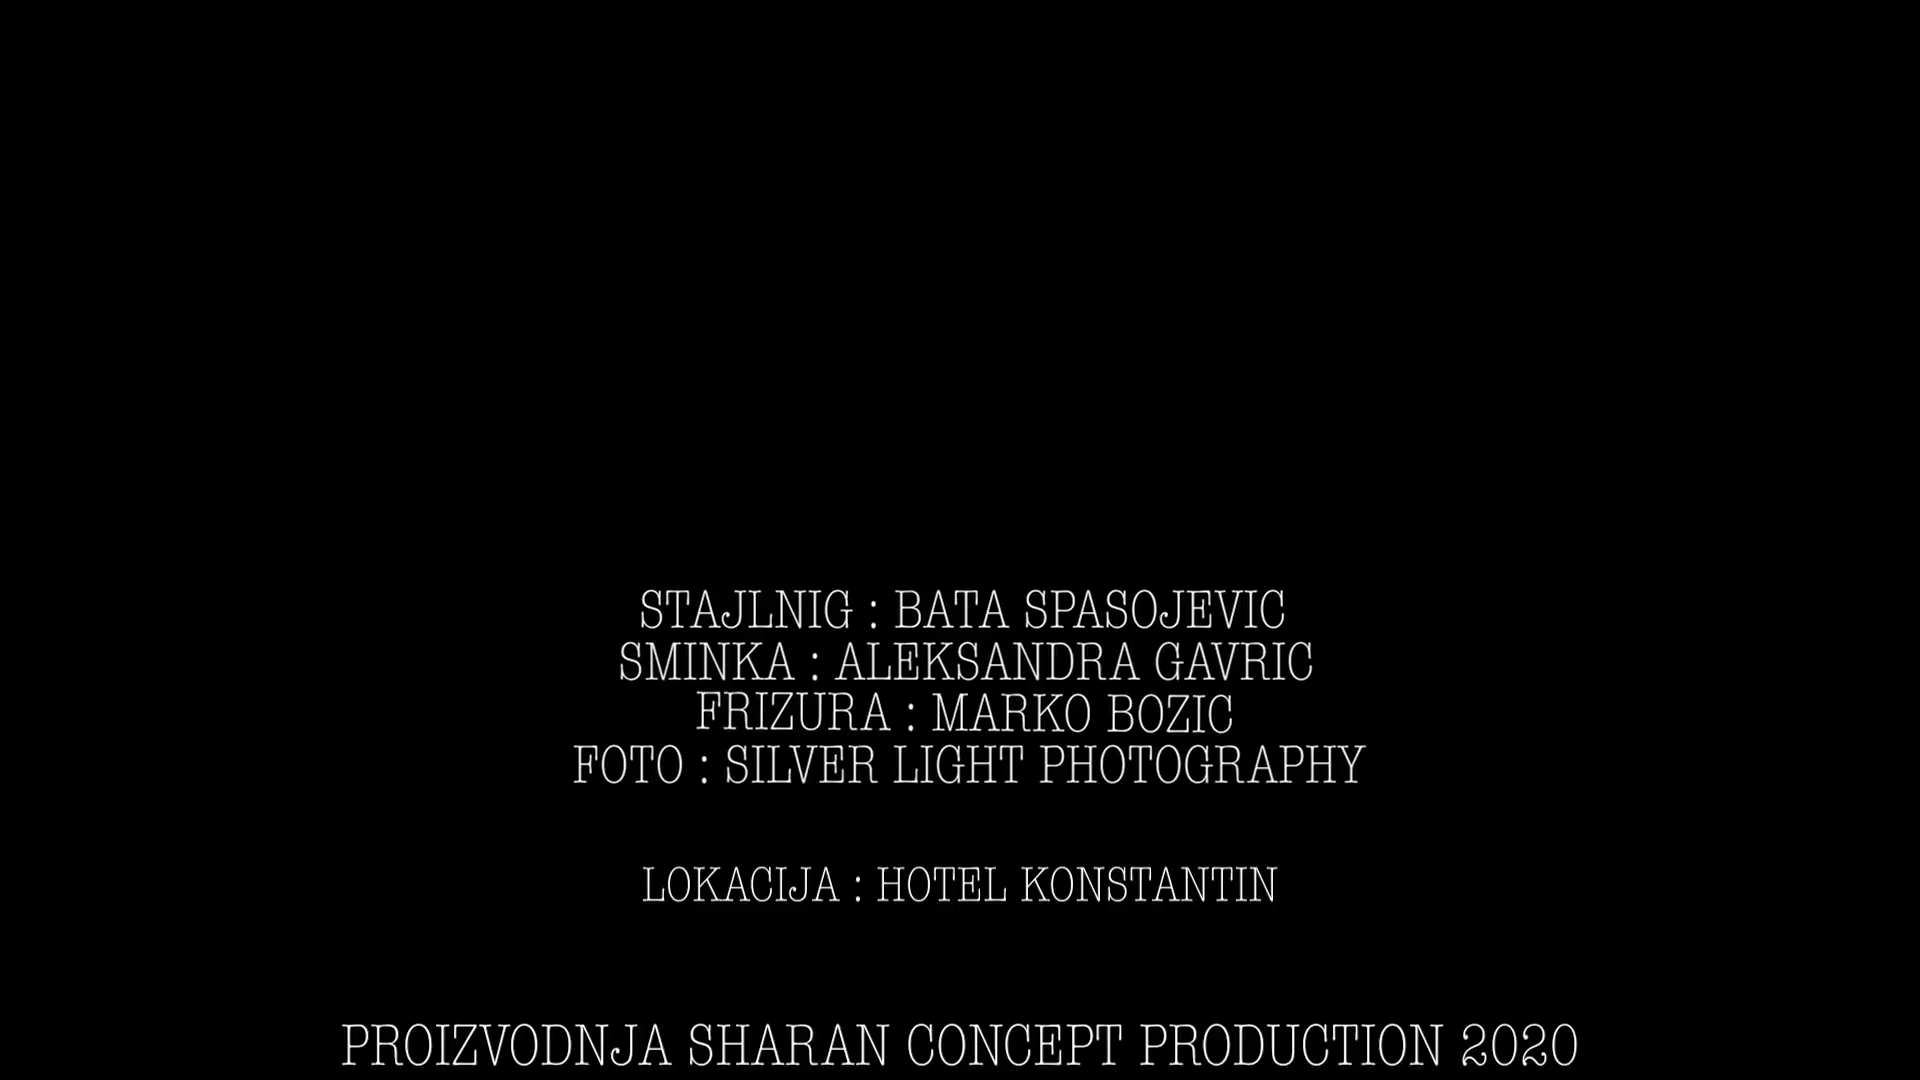 STAJLNIG : BATA SPASOJEVIC
SMINKA : ALEKSANDRA GAVRIC
FRIZURA : MARKO BOZIC
FOTO : SILVER LIGHT PHOTOGRAPHY
LOKACIJA : HOTEL KONSTANTIN
PROIZVODNJA SHARAN CONCEPT PRODUCTION 2020